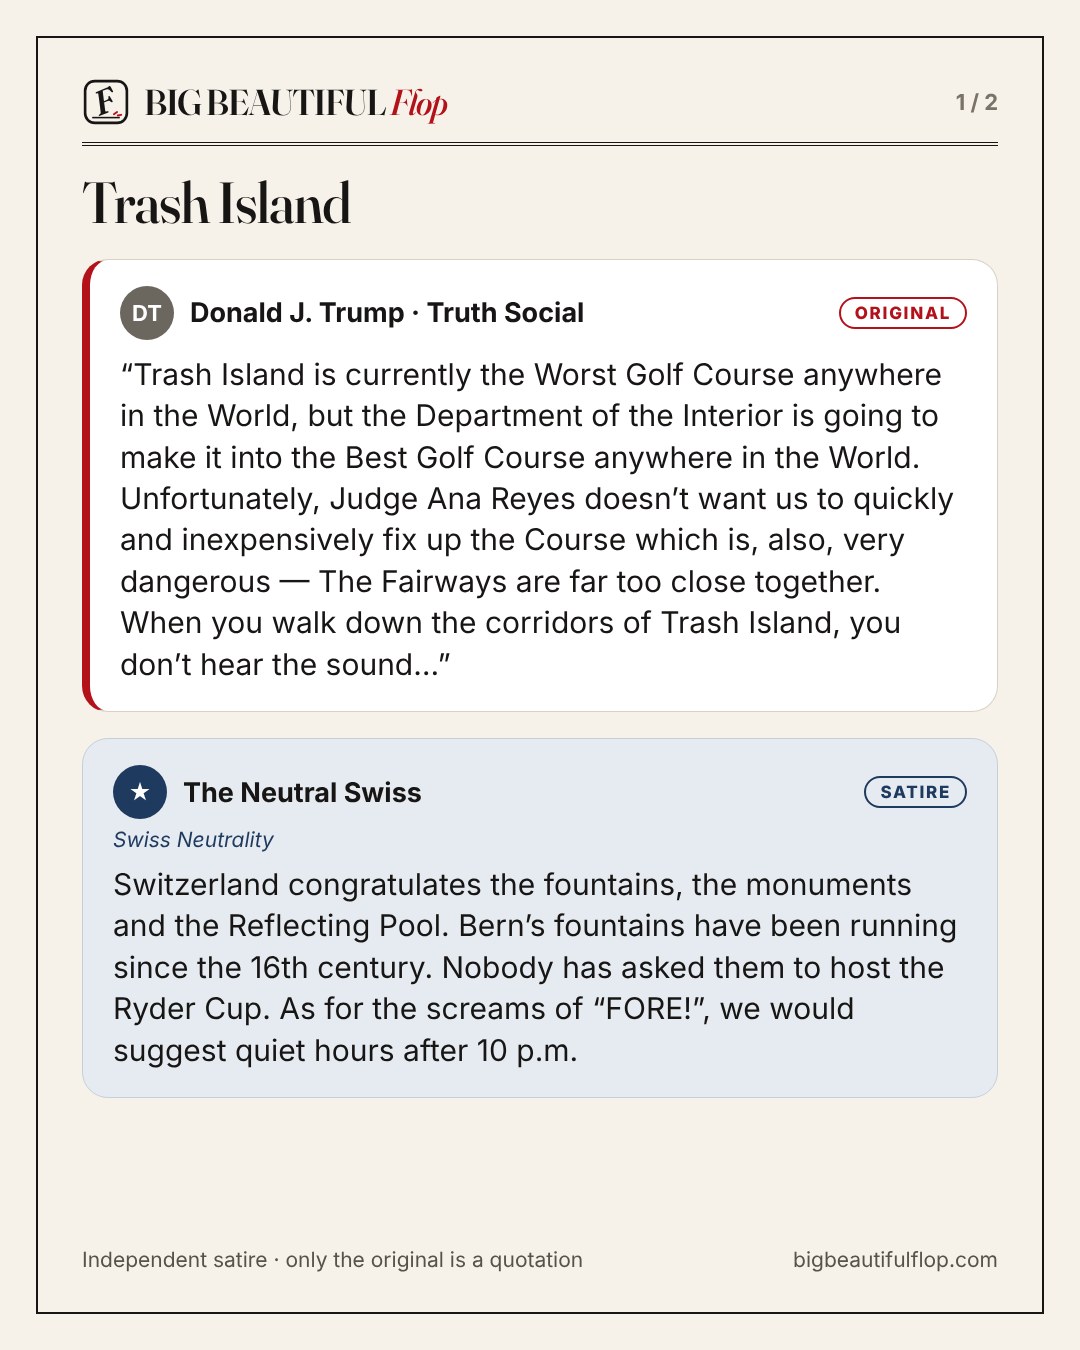 F
BIG BEAUTIFUL Flop
1 / 2
Trash Island
DT
Donald J. Trump · Truth Social
ORIGINAL
“Trash Island is currently the Worst Golf Course anywhere
in the World, but the Department of the Interior is going to
make it into the Best Golf Course anywhere in the World.
Unfortunately, Judge Ana Reyes doesn’t want us to quickly
and inexpensively fix up the Course which is, also, very
dangerous — The Fairways are far too close together.
When you walk down the corridors of Trash Island, you
don’t hear the sound...”
The Neutral Swiss
SATIRE
Swiss Neutrality
Switzerland congratulates the fountains, the monuments
and the Reflecting Pool. Bern’s fountains have been running
since the 16th century. Nobody has asked them to host the
Ryder Cup. As for the screams of “FORE!”, we would
suggest quiet hours after 10 p.m.
Independent satire · only the original is a quotation
bigbeautifulflop.com